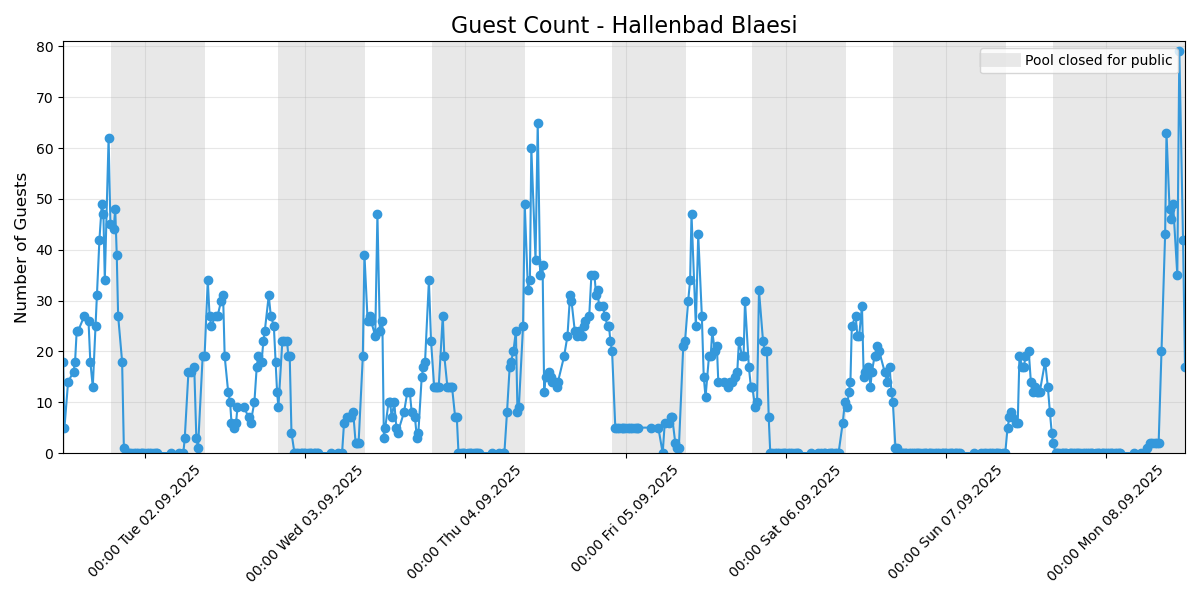 Guest Count - Hallenbad Blaesi
Pool closed for public
Number of Guests
80
70
60
50
40
30
20
10
0
00:00 Tue 02.09.2025
00:00 Wed 03.09.2025
00:00 Thu 04.09.2025
00:00 Fri 05.09.2025
00:00 Sat 06.09.2025
00:00 Sun 07.09.2025
00:00 Mon 08.09.2025